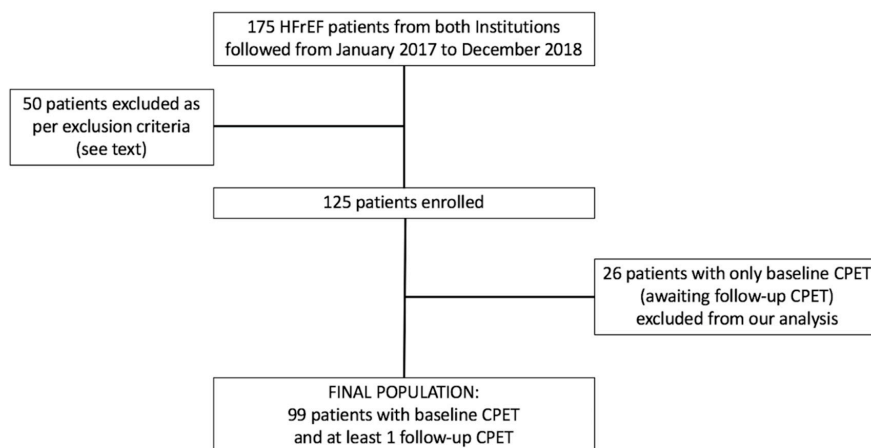 175 HFrEF patients from both Institutions
followed from January 2017 to December 2018
50 patients excluded as
per exclusion criteria
(see text)
125 patients enrolled
26 patients with only baseline CPET
(awaiting follow-up CPET)
excluded from our analysis
FINAL POPULATION:
99 patients with baseline CPET
and at least 1 follow-up CPET